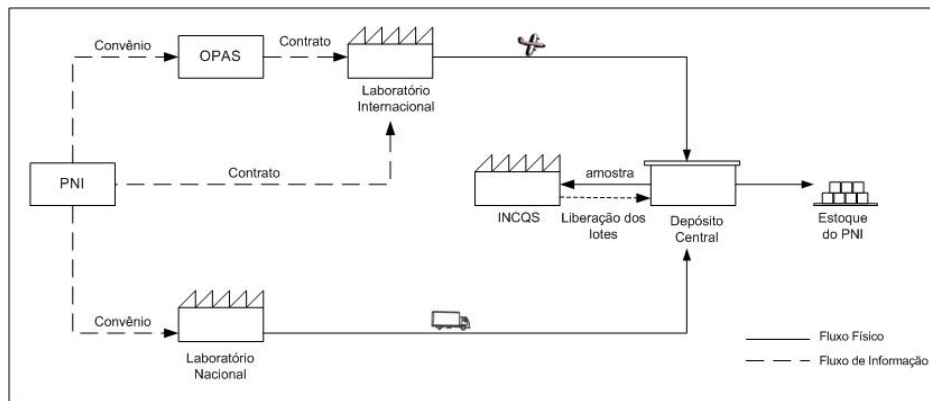 Convênio
OPAS
Contrato
Laboratório
Internacional
PNI
Contrato
amostra
INCQS
Liberação dos
lotes
Depósito
Central
Estoque
do PNI
Convênio
Laboratório
Nacional
Fluxo Físico
Fluxo de Informação